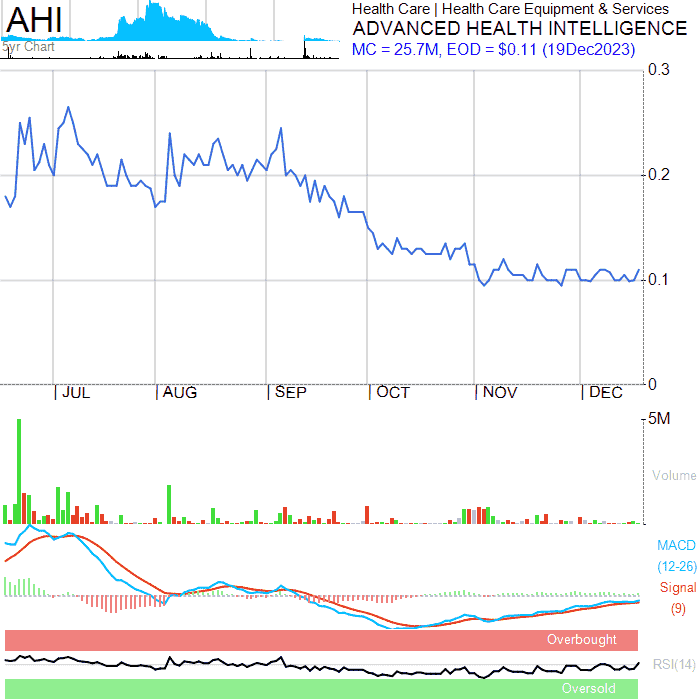 AHI
5yr Chart
Health Care | Health Care Equipment & Services
ADVANCED HEALTH INTELLIGENCE
MC = 25.7M, EOD = $0.11 (19Dec2023)
0.3
0.2
0.1
0
JUL
AUG
SEP
OCT
NOV
DEC
5M
Volume
MACD
(12-26)
Signal
(9)
Overbought
RSI(14)
Oversold